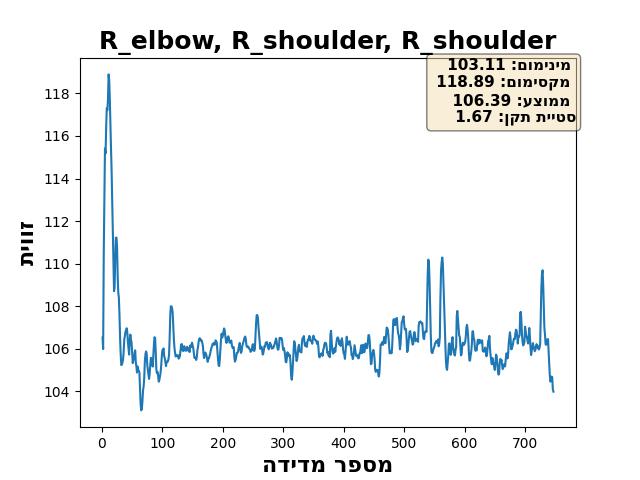 R_elbow, R_shoulder, R_shoulder
מינימום: 103.11
מקסימום: 118.89
ממוצע: 106.39
סטיית תקן: 1.67
זווית
118
116
114
112
110
108
106
104
0 100 200 300 400 500 600 700
מספר מדידה